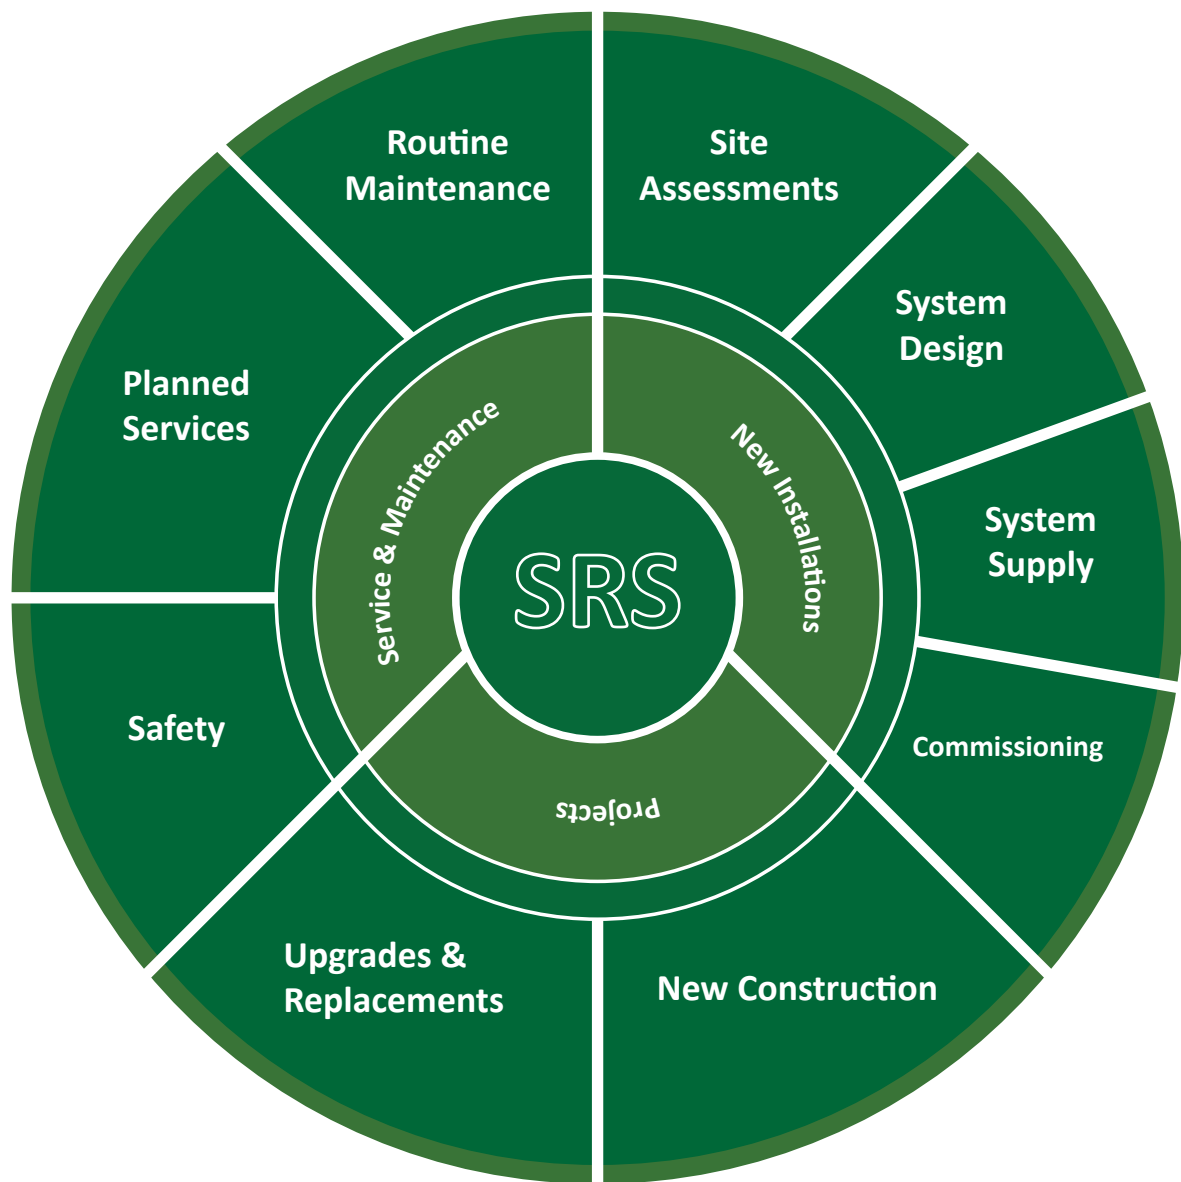 Routine
Maintenance
Site
Assessments
System
Design
System
Supply
Commissioning
New Construction
Upgrades &
Replacements
Safety
Planned
Services
Service & Maintenance
New Installations
Projects
SRS